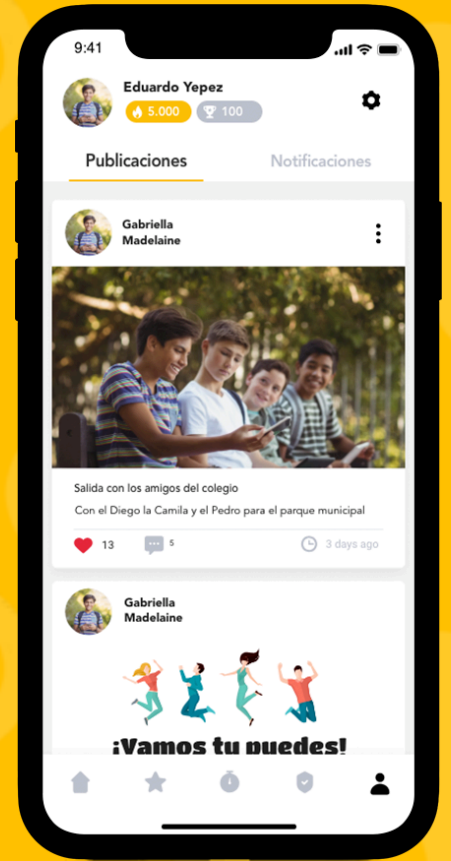 9:41
Eduardo Yepez
5.000
100
Publicaciones
Notificaciones
Gabriella
Madelaine
Salida con los amigos del colegio
Con el Diego la Camila y el Pedro para el parque municipal
13
5
3 days ago
Gabriella
Madelaine
¡Vamos tu puedes!